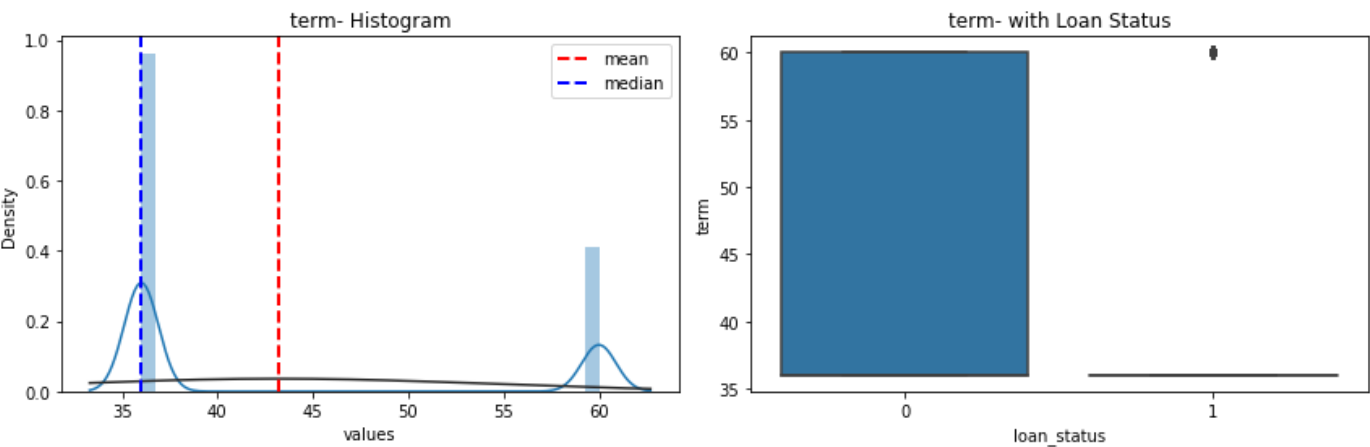 term- Histogram
1.0
0.8
0.6
0.4
0.2
0.0
Density
mean
median
35
40
45
50
55
60
values
term- with Loan Status
60
55
50
45
40
35
term
0
1
loan_status